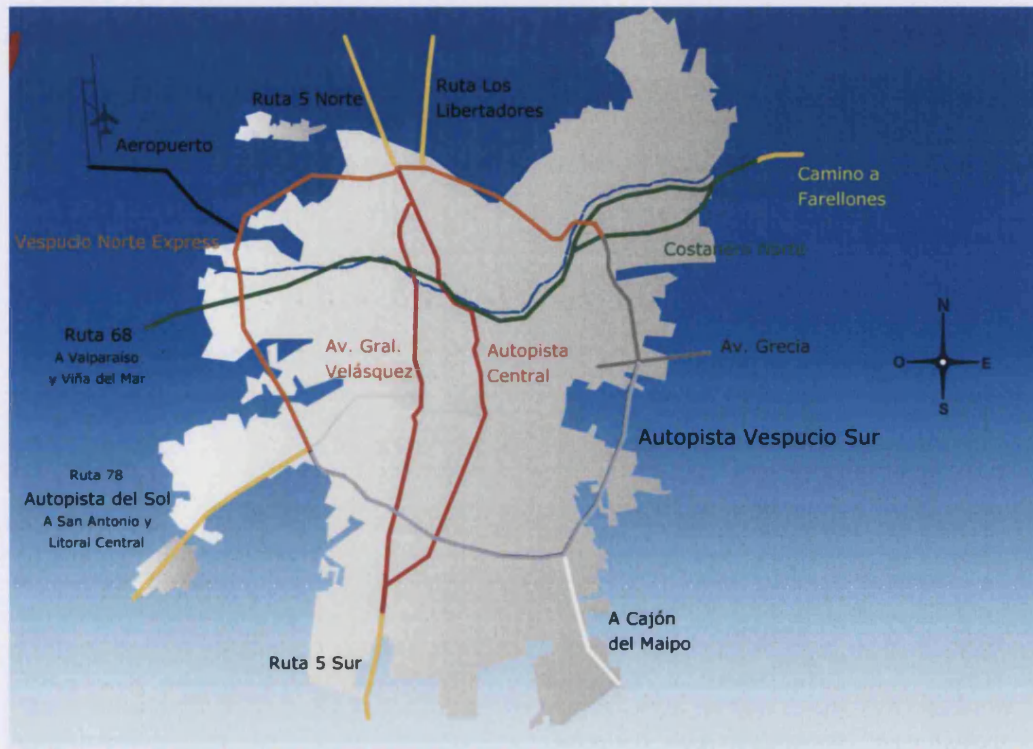 Ruta 5 Norte
Ruta Los
Libertadores
Aeropuerto
Camino a
Farellones
Vespucio Norte Express
Costanera Norte
Ruta 68
A Valparaíso
y Viña del Mar
Av. Gral.
Velásquez
Autopista
Central
Av. Grecia
N
O
E
S
Autopista Vespucio Sur
Ruta 78
Autopista del Sol
A San Antonio y
Litoral Central
A Cajón
del Maipo
Ruta 5 Sur